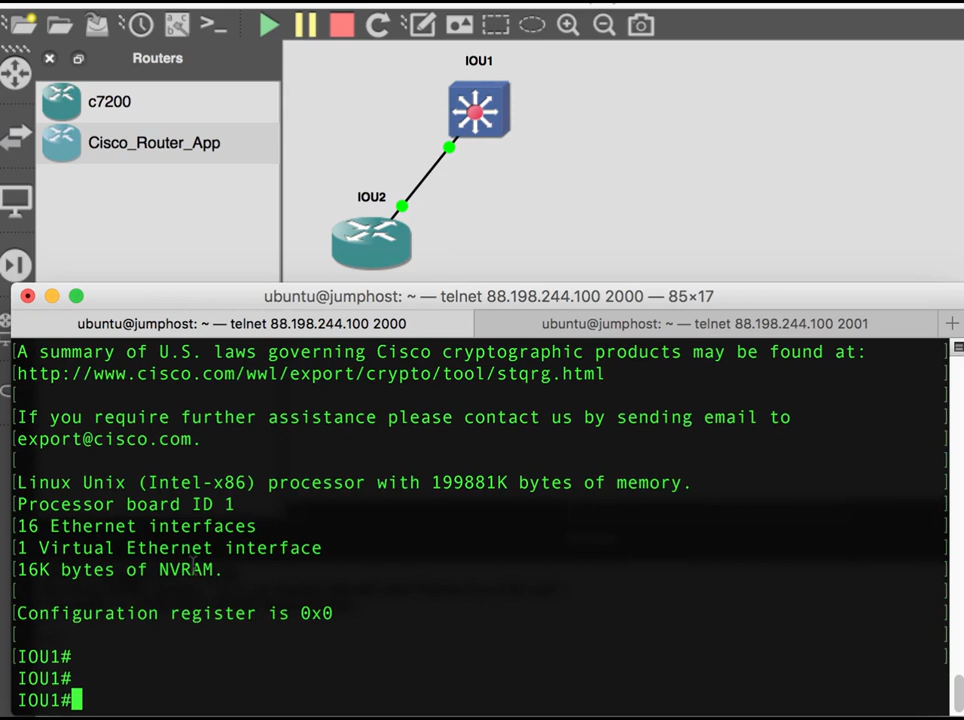 Routers
c7200
Cisco_Router_App
IOU1
IOU2
ubuntu@jumphost: ~ — telnet 88.198.244.100 2000 — 85×17
ubuntu@jumphost: ~ — telnet 88.198.244.100 2000
ubuntu@jumphost: ~ — telnet 88.198.244.100 2001
A summary of U.S. laws governing Cisco cryptographic products may be found at:
http://www.cisco.com/wwl/export/crypto/tool/stqrg.html
If you require further assistance please contact us by sending email to
export@cisco.com.
Linux Unix (Intel-x86) processor with 199881K bytes of memory.
Processor board ID 1
16 Ethernet interfaces
1 Virtual Ethernet interface
16K bytes of NVRAM.
Configuration register is 0x0
IOU1#
IOU1#
IOU1#